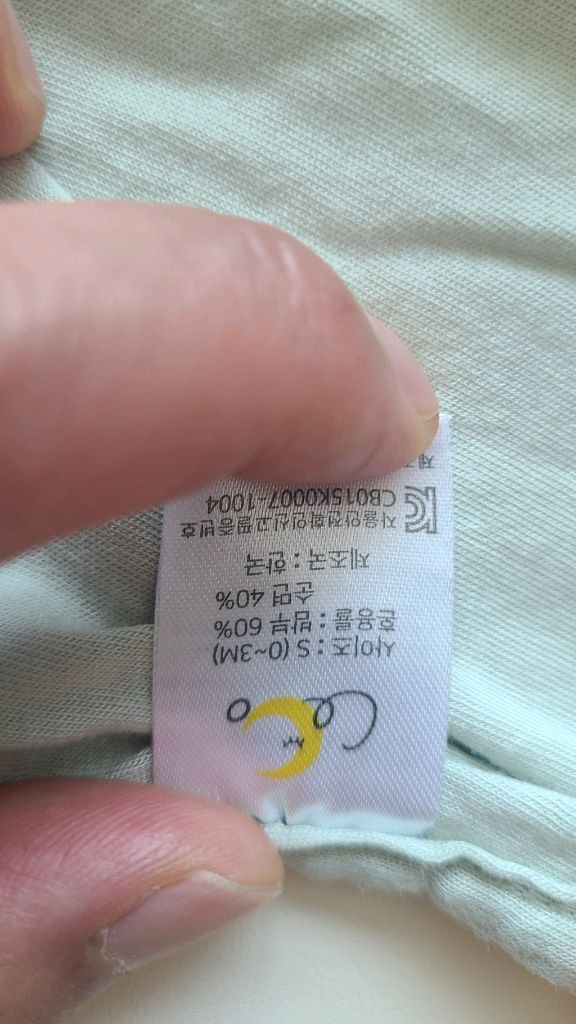 사이즈 : S (0~3M)
혼용률 : 밤부 60%
순면 40%
제조국 : 한국
KC 자율안전확인신고필증번호
CB015K0007-1004